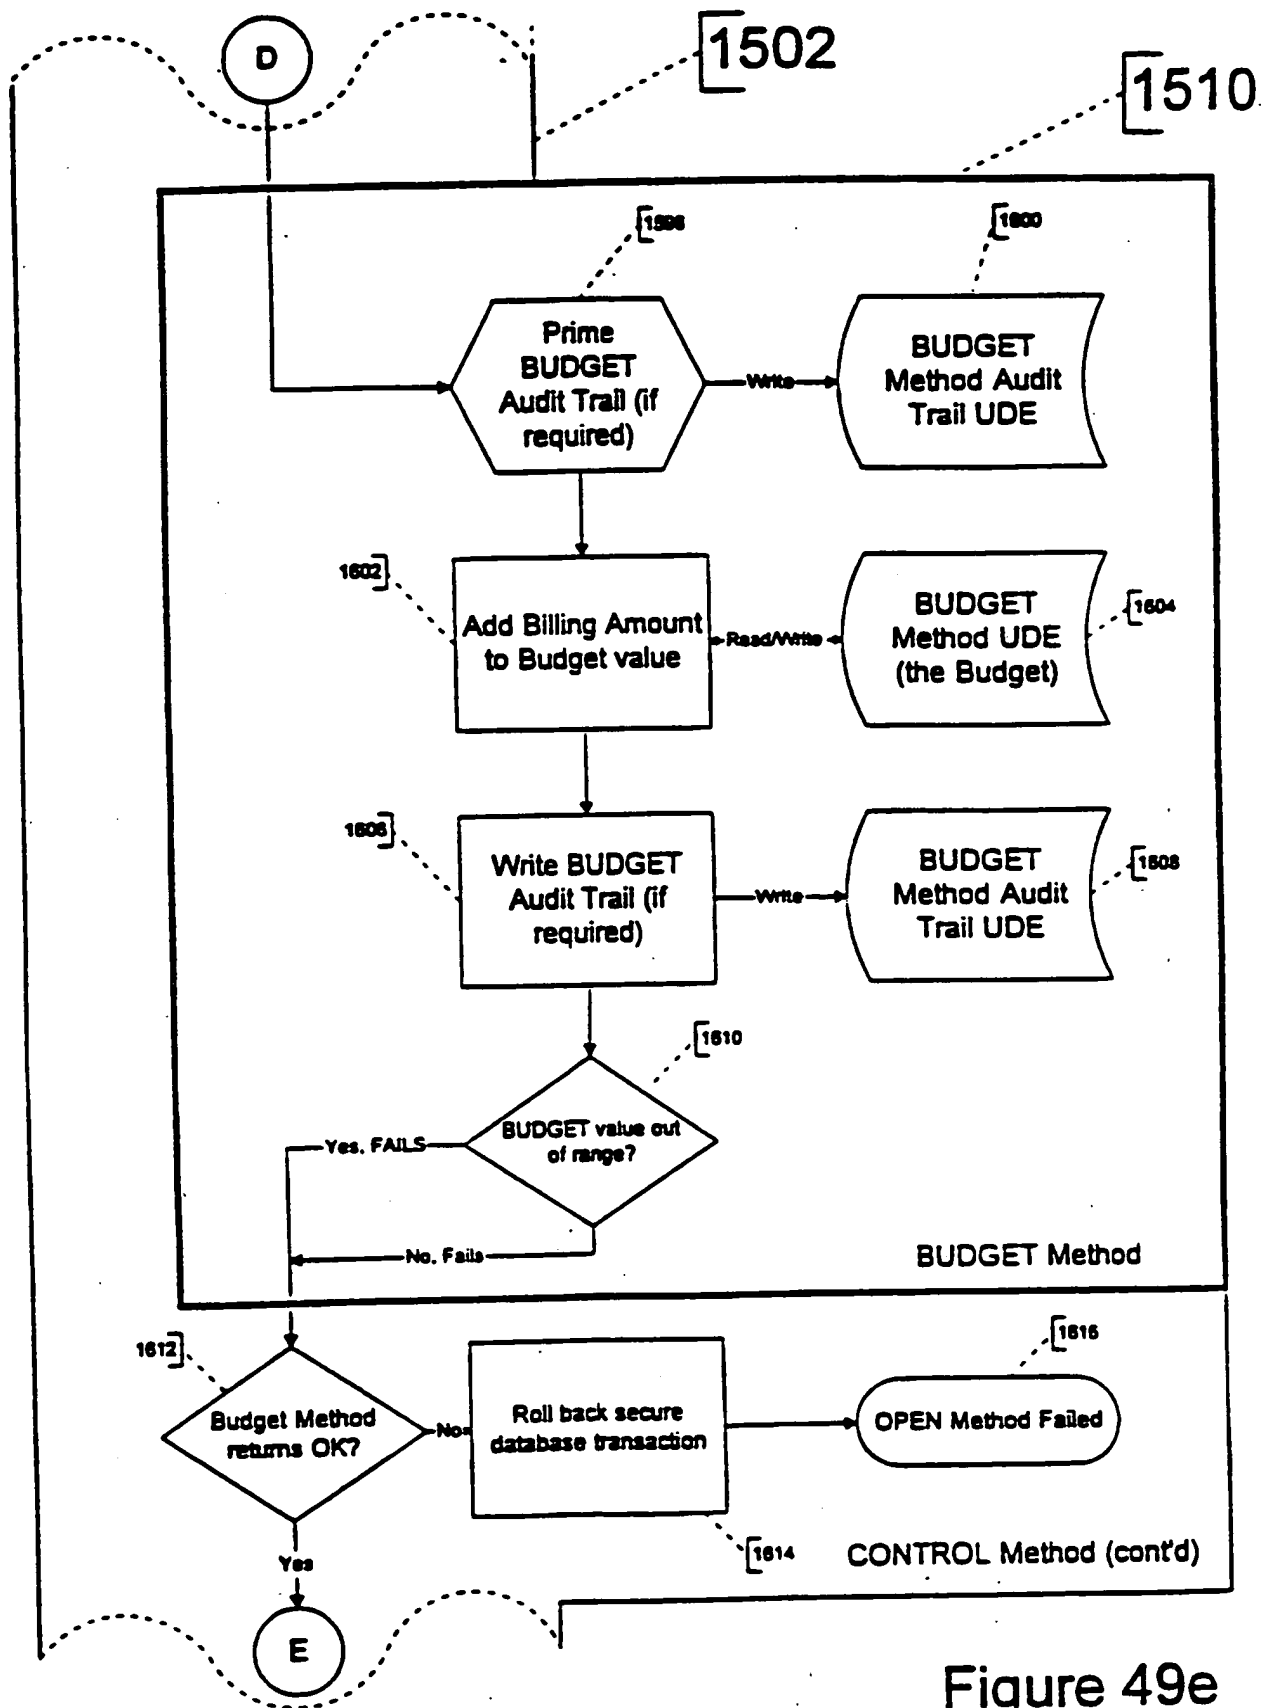 D
1502
1510
1598
1600
Prime
BUDGET
Audit Trail (if
required)
Write
BUDGET
Method Audit
Trail UDE
1602
Add Billing Amount
to Budget value
Read/Write
BUDGET
Method UDE
(the Budget)
1604
1606
Write BUDGET
Audit Trail (if
required)
Write
BUDGET
Method Audit
Trail UDE
1608
1610
BUDGET value out
of range?
Yes, FAILS
No, Fails
BUDGET Method
1612
Budget Method
returns OK?
No
Roll back secure
database transaction
1616
OPEN Method Failed
1614
CONTROL Method (cont'd)
Yes
E
Figure 49e